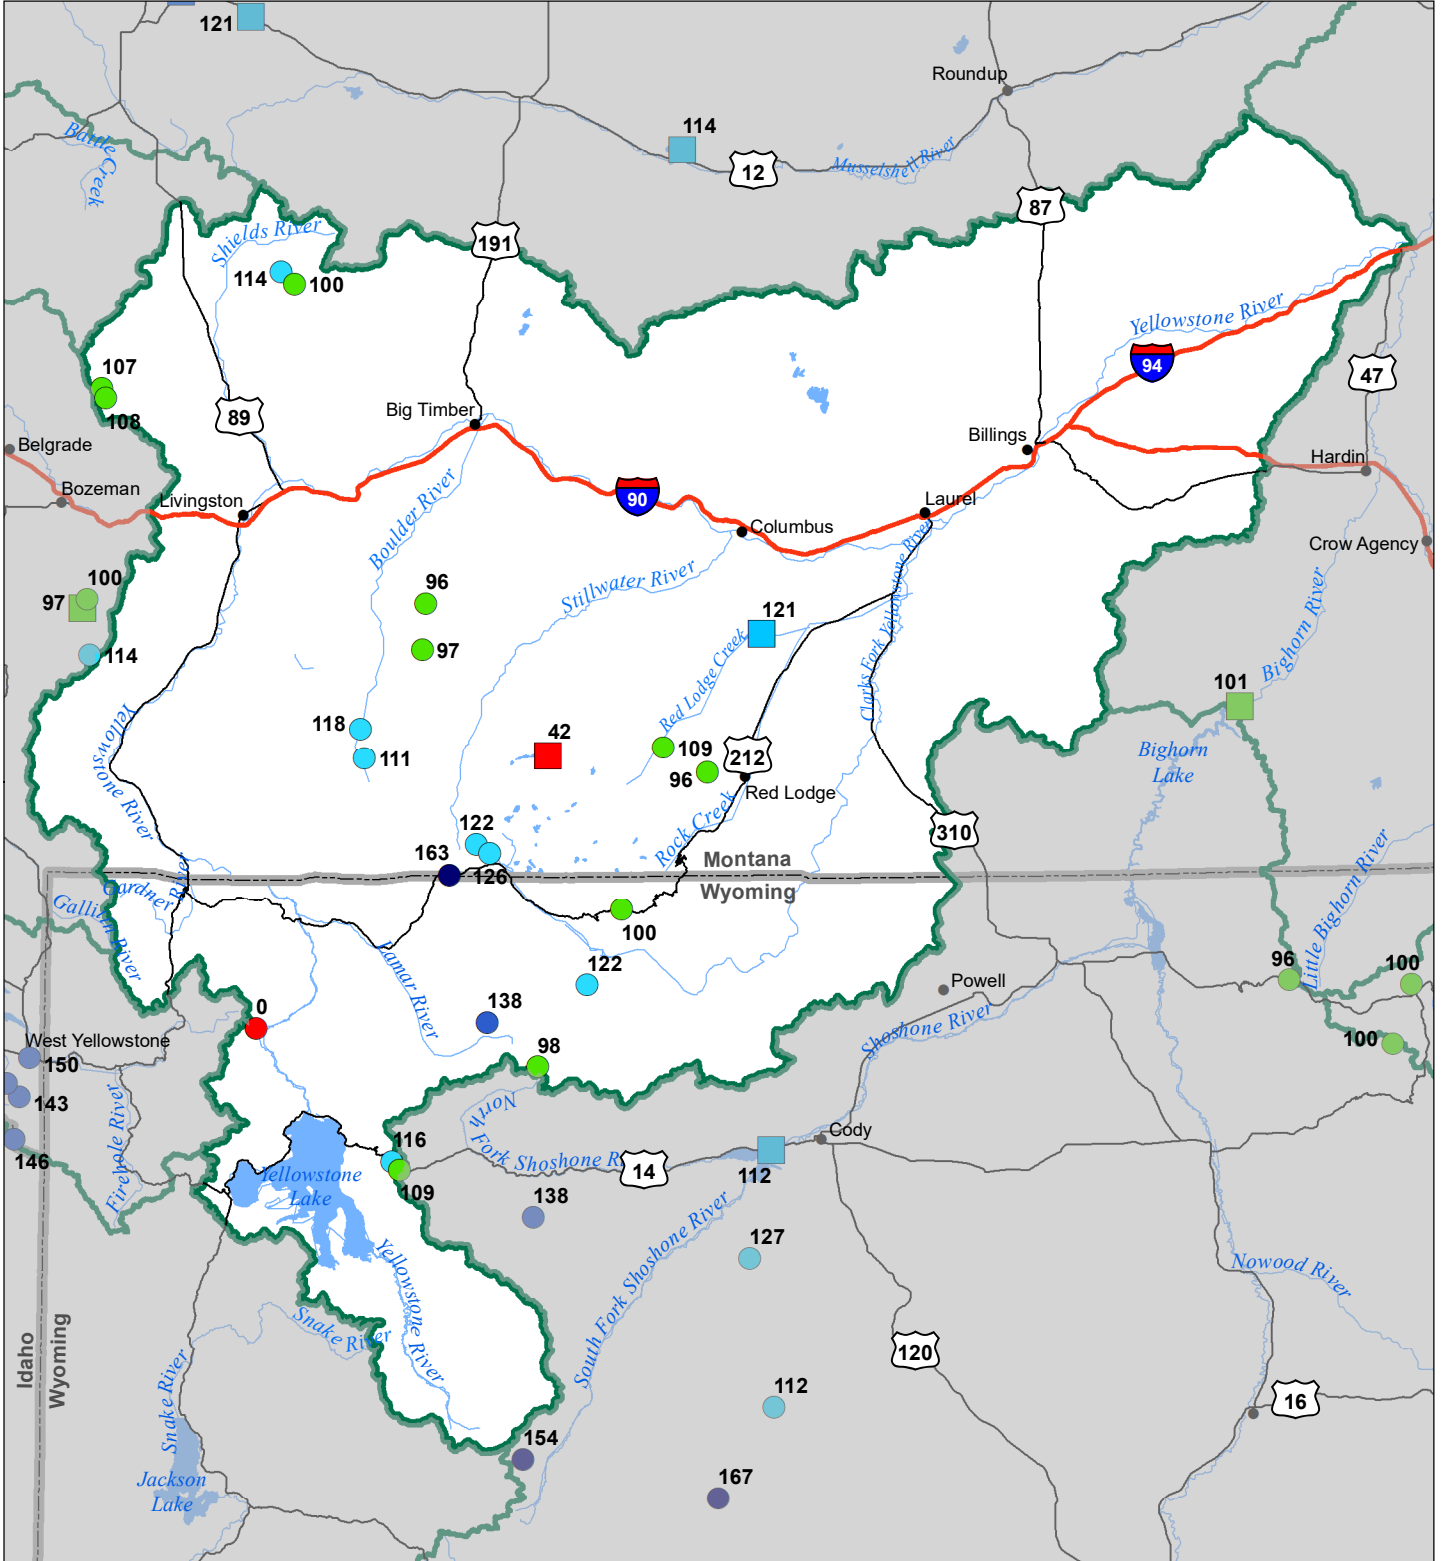 121
Roundup
114
12
Musselshell River
Battle
Creek
87
191
Shields River
114
100
Yellowstone River
94
47
107
108
89
Big Timber
Billings
Belgrade
Hardin
Bozeman
Livingston
90
Laurel
Columbus
Crow Agency
Boulder River
Stillwater River
Clarks Fork Yellowstone River
100
97
96
121
114
97
Bighorn River
Red Lodge Creek
101
118
111
42
109
96
212
Red Lodge
Bighorn
Lake
Yellowstone River
122
163
126
Rock Creek
310
Montana
Wyoming
Little Bighorn River
Gardner River
Gallitin River
100
Lamar River
122
138
Powell
96
100
100
0
West Yellowstone
150
143
146
98
Shoshone River
Firehole River
North
Fork Shoshone R
14
Cody
112
116
109
Yellowstone
Lake
138
127
South Fork Shoshone River
Yellowstone River
Nowood River
Snake River
Idaho
Wyoming
120
16
112
Snake River
154
167
Jackson
Lake